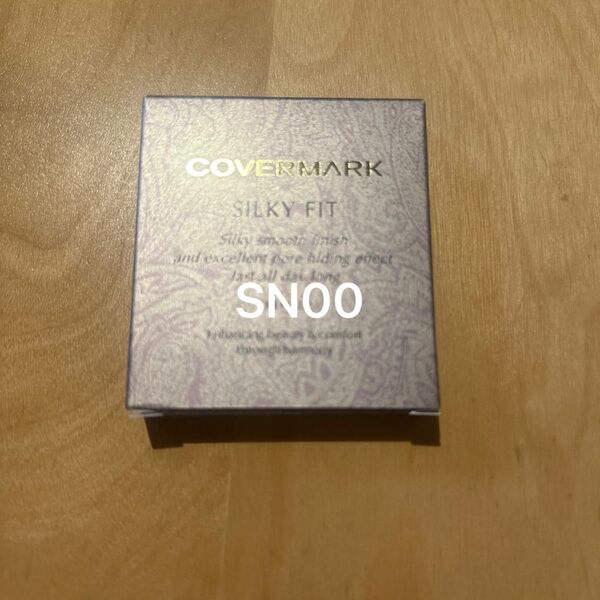 COVERMARK
SILKY FIT
Silky smooth finish
and excellent pore hiding effect
last all day long
SN00
Enhancing beauty & comfort
through harmony